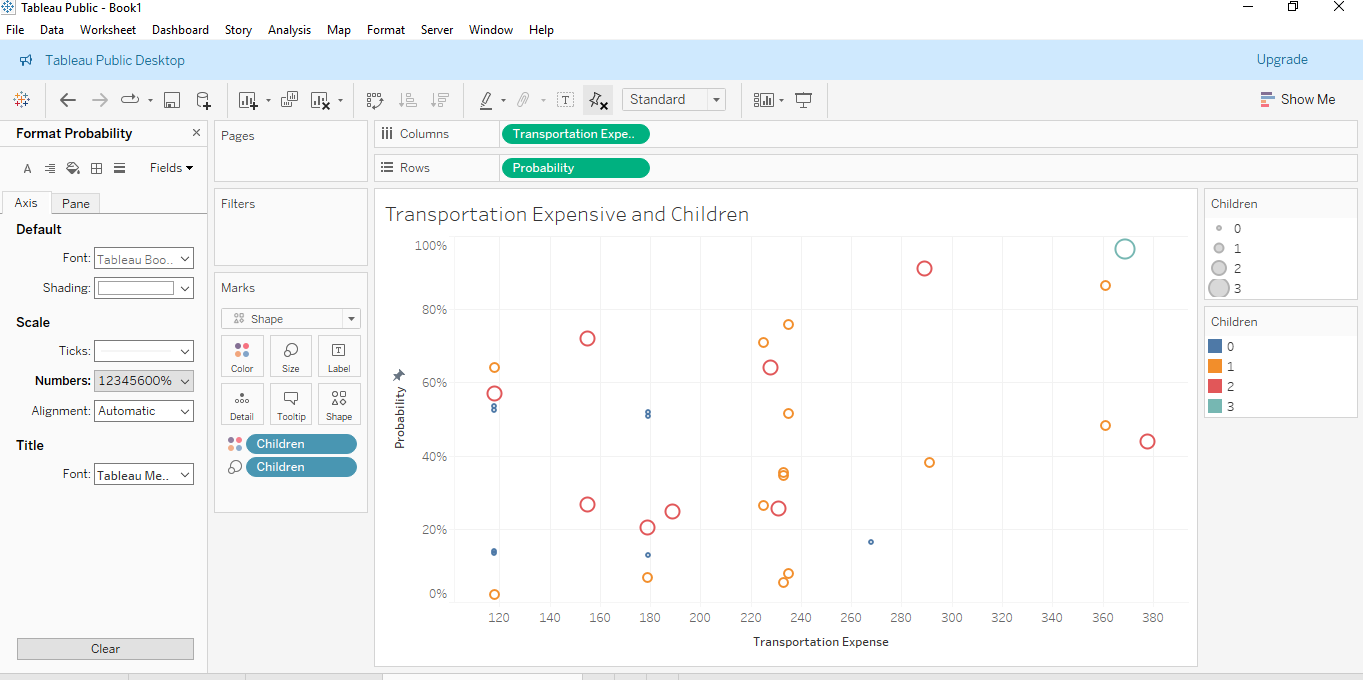 Tableau Public - Book1
File Data Worksheet Dashboard Story Analysis Map Format Server Window Help
Tableau Public Desktop
Upgrade
Standard
Show Me
Format Probability
Fields
Axis
Pane
Default
Font: Tableau Boo..
Shading:
Scale
Ticks:
Numbers: 12345600%
Alignment: Automatic
Title
Font: Tableau Me..
Clear
Pages
Filters
Marks
Shape
Color Size Label
Detail Tooltip Shape
Children
Children
Columns
Transportation Expe..
Rows
Probability
Transportation Expensive and Children
100%
80%
60%
40%
20%
0%
Probability
120 140 160 180 200 220 240 260 280 300 320 340 360 380
Transportation Expense
Children
0
1
2
3
Children
0
1
2
3